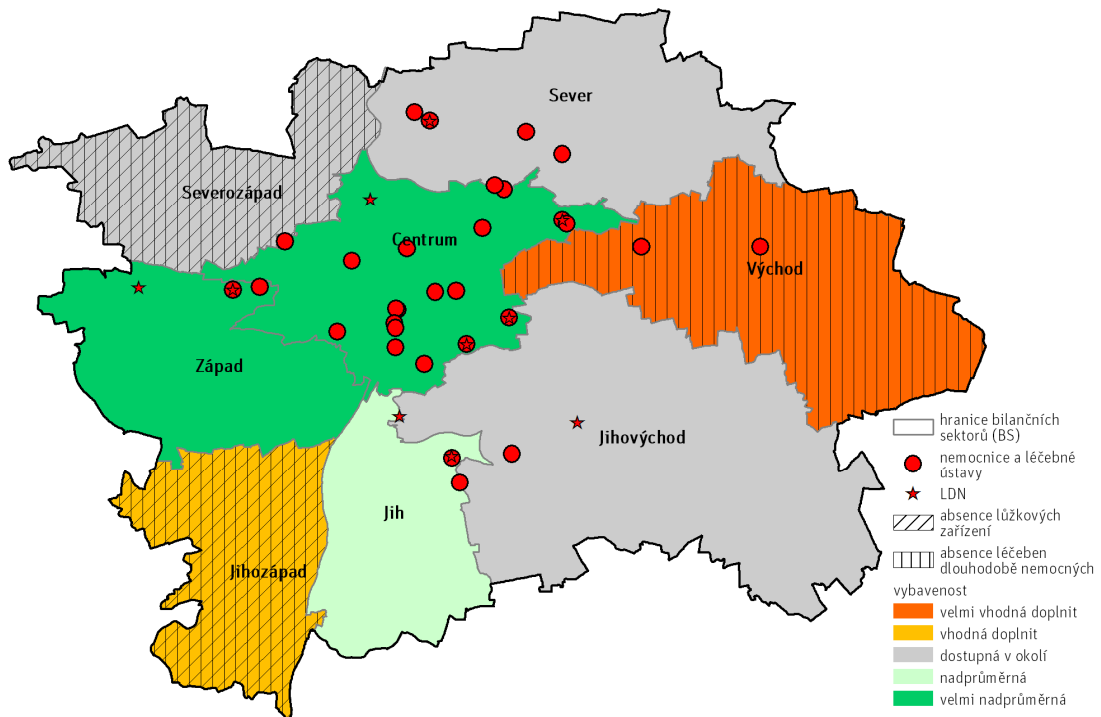 Sever
Severozápad
Centrum
Východ
Západ
Jihovýchod
Jih
Jihozápad
hranice bilančních
sektorů (BS)
nemocnice a léčebné
ústavy
LDN
absence lůžkových
zařízení
absence léčeben
dlouhodobě nemocných
vybavenost
velmi vhodná doplnit
vhodná doplnit
dostupná v okolí
nadprůměrná
velmi nadprůměrná